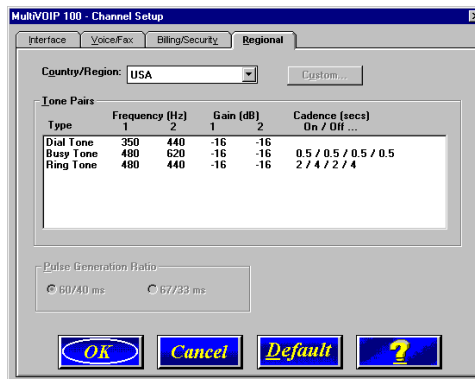 MultiVOIP 100 - Channel Setup
Interface Voice/Fax Billing/Security Regional
Country/Region: USA Custom...
Tone Pairs
Frequency (Hz) Gain (dB) Cadence (secs)
Type 1 2 1 2 On / Off ...
Dial Tone 350 440 -16 -16
Busy Tone 480 620 -16 -16 0.5 / 0.5 / 0.5 / 0.5
Ring Tone 480 440 -16 -16 2 / 4 / 2 / 4
Pulse Generation Ratio
60/40 ms 67/33 ms
OK Cancel Default ?